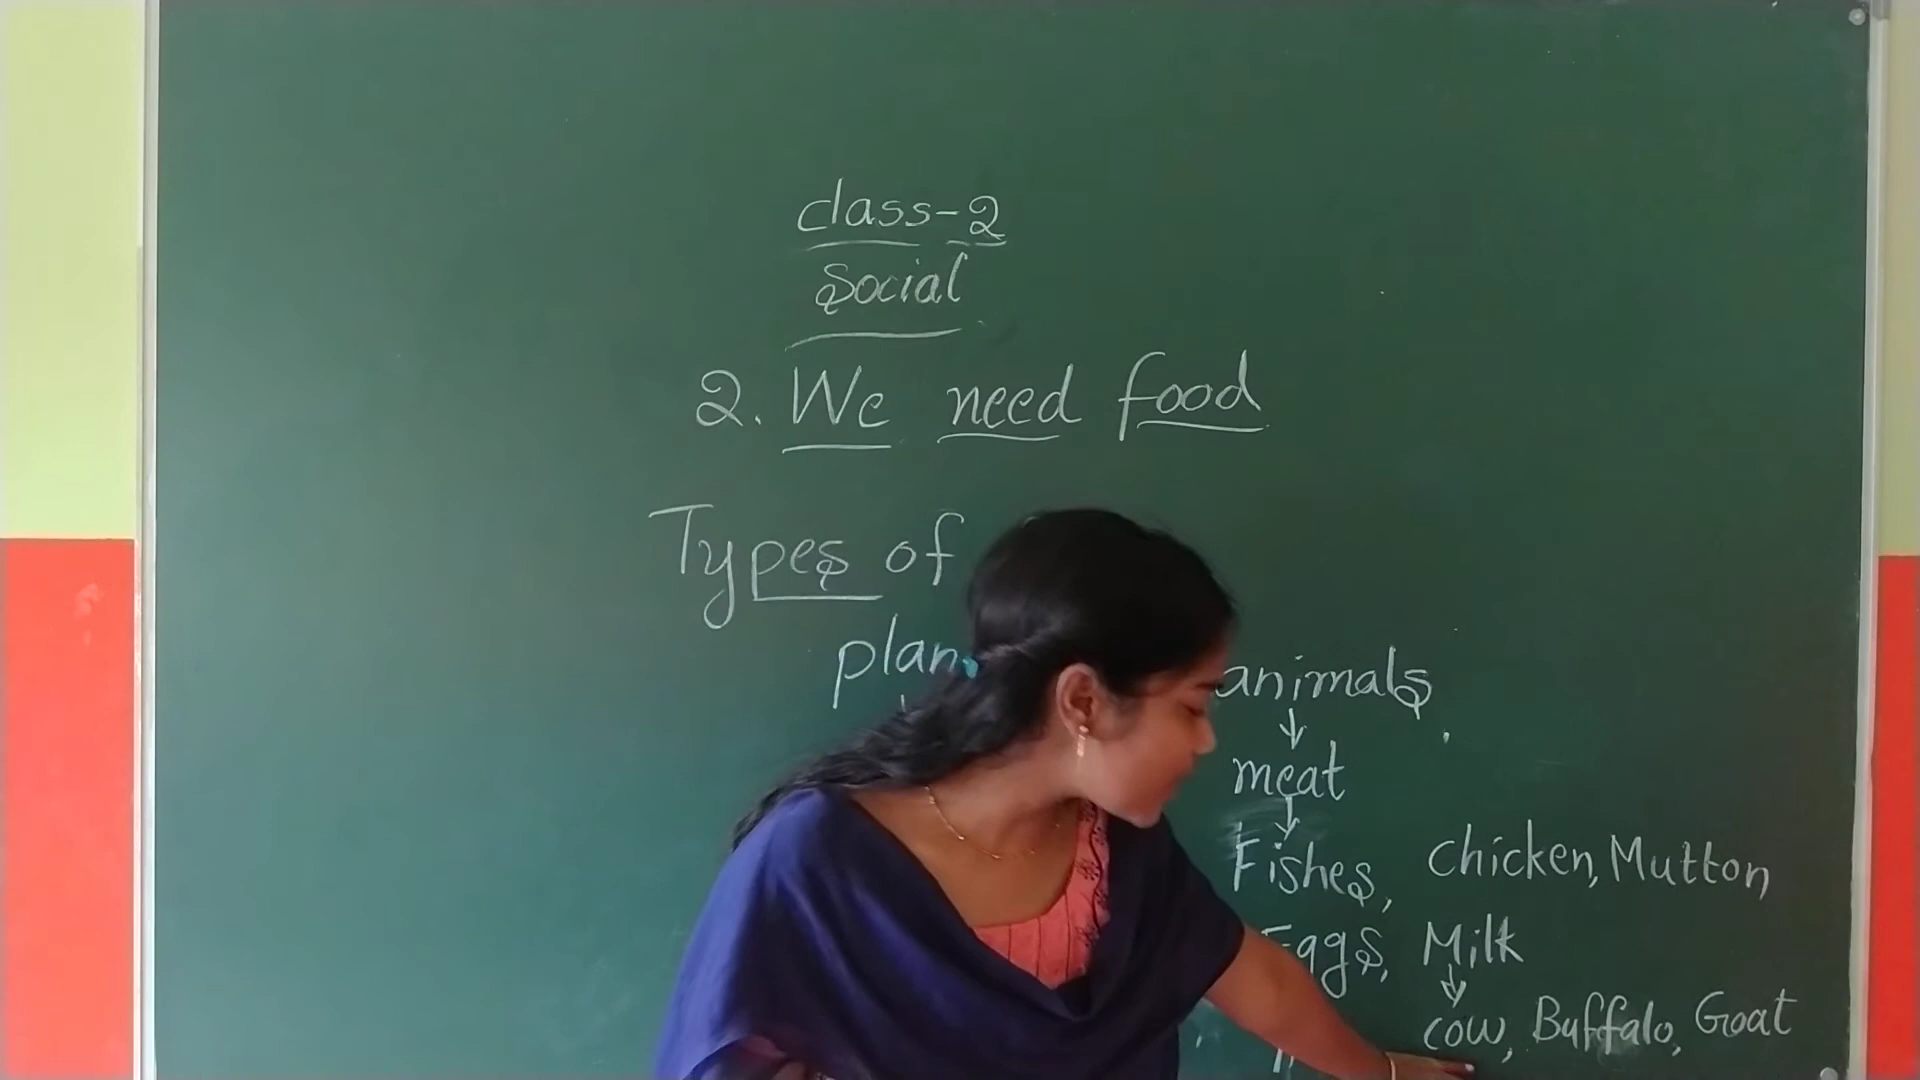 class-2
Social
2. We need food
Types of
plan
animals
meat
Fishes, Chicken, Mutton
Eggs, Milk
cow, Buffalo, Goat